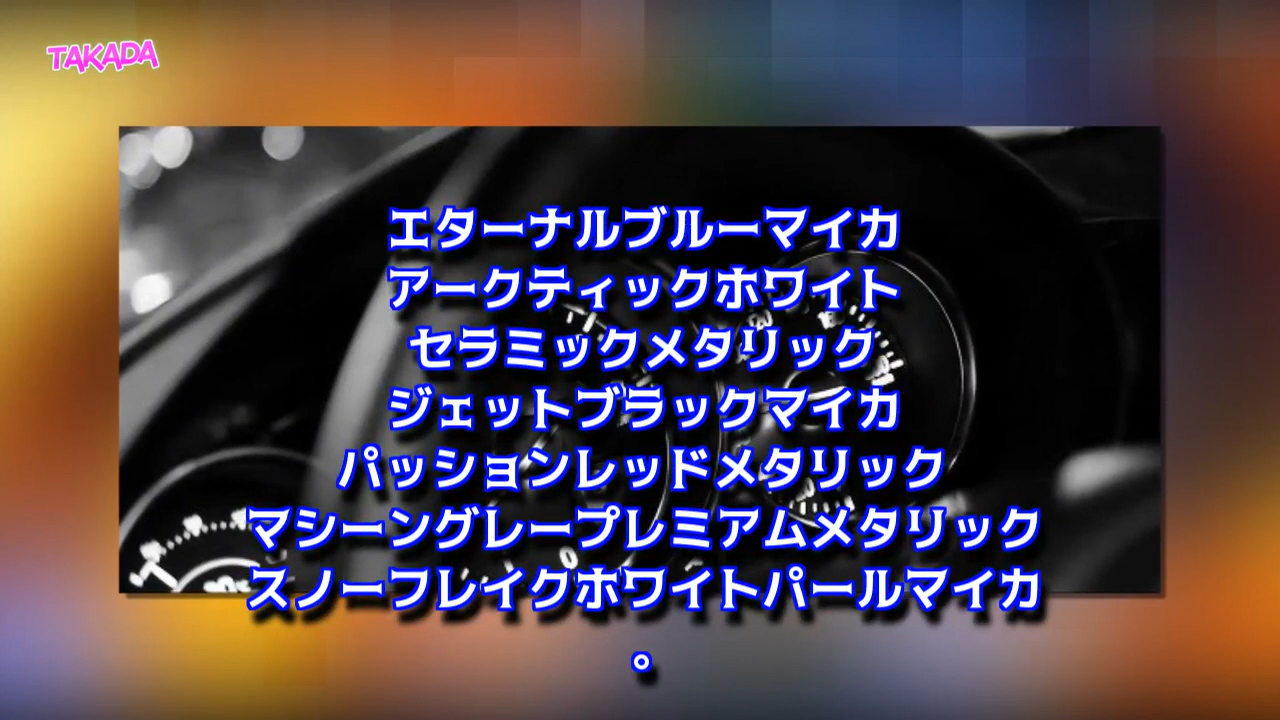 TAKADA
エターナルブルーマイカ
アークティックホワイト
セラミックメタリック
ジェットブラックマイカ
パッションレッドメタリック
マシーングレープレミアムメタリック
スノーフレイクホワイトパールマイカ
。